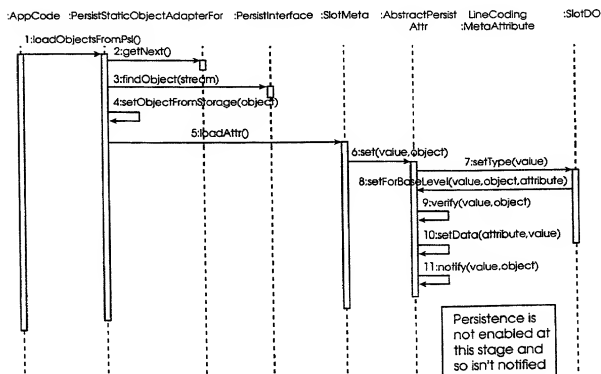 :AppCode :PersistStaticObjectAdapterFor :PersistInterface :SlotMeta :AbstractPersist LineCoding :SlotDO
Attr :MetaAttribute
1:loadObjectsFromPsl()
2:getNext()
3:findObject(stream)
4:setObjectFromStorage(object)
5:loadAttr()
6:set(value,object)
7:setType(value)
8:setForBaseLevel(value,object,attribute)
9:verify(value,object)
10:setData(attribute,value)
11:notify(value,object)
Persistence is
not enabled at
this stage and
so isn't notified